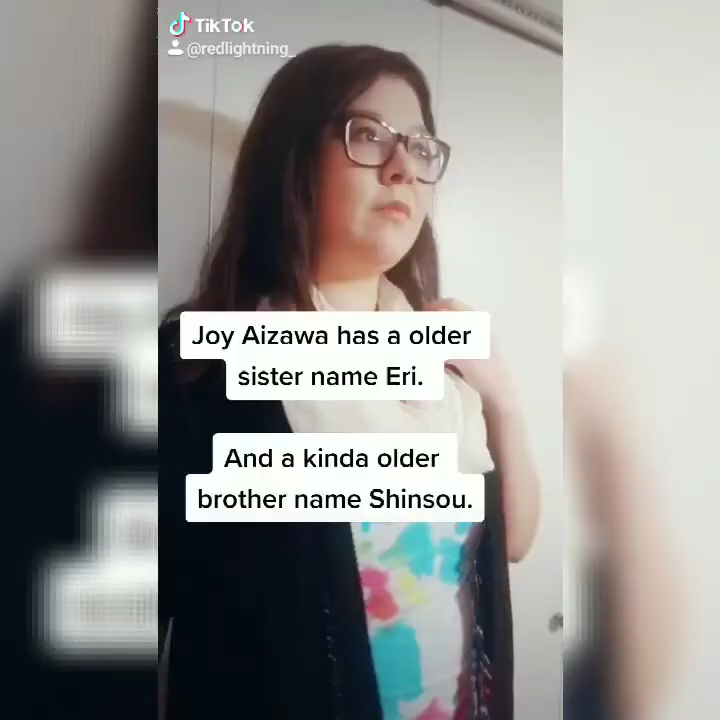 TikTok
@redlightning_
Joy Aizawa has a older
sister name Eri.
And a kinda older
brother name Shinsou.